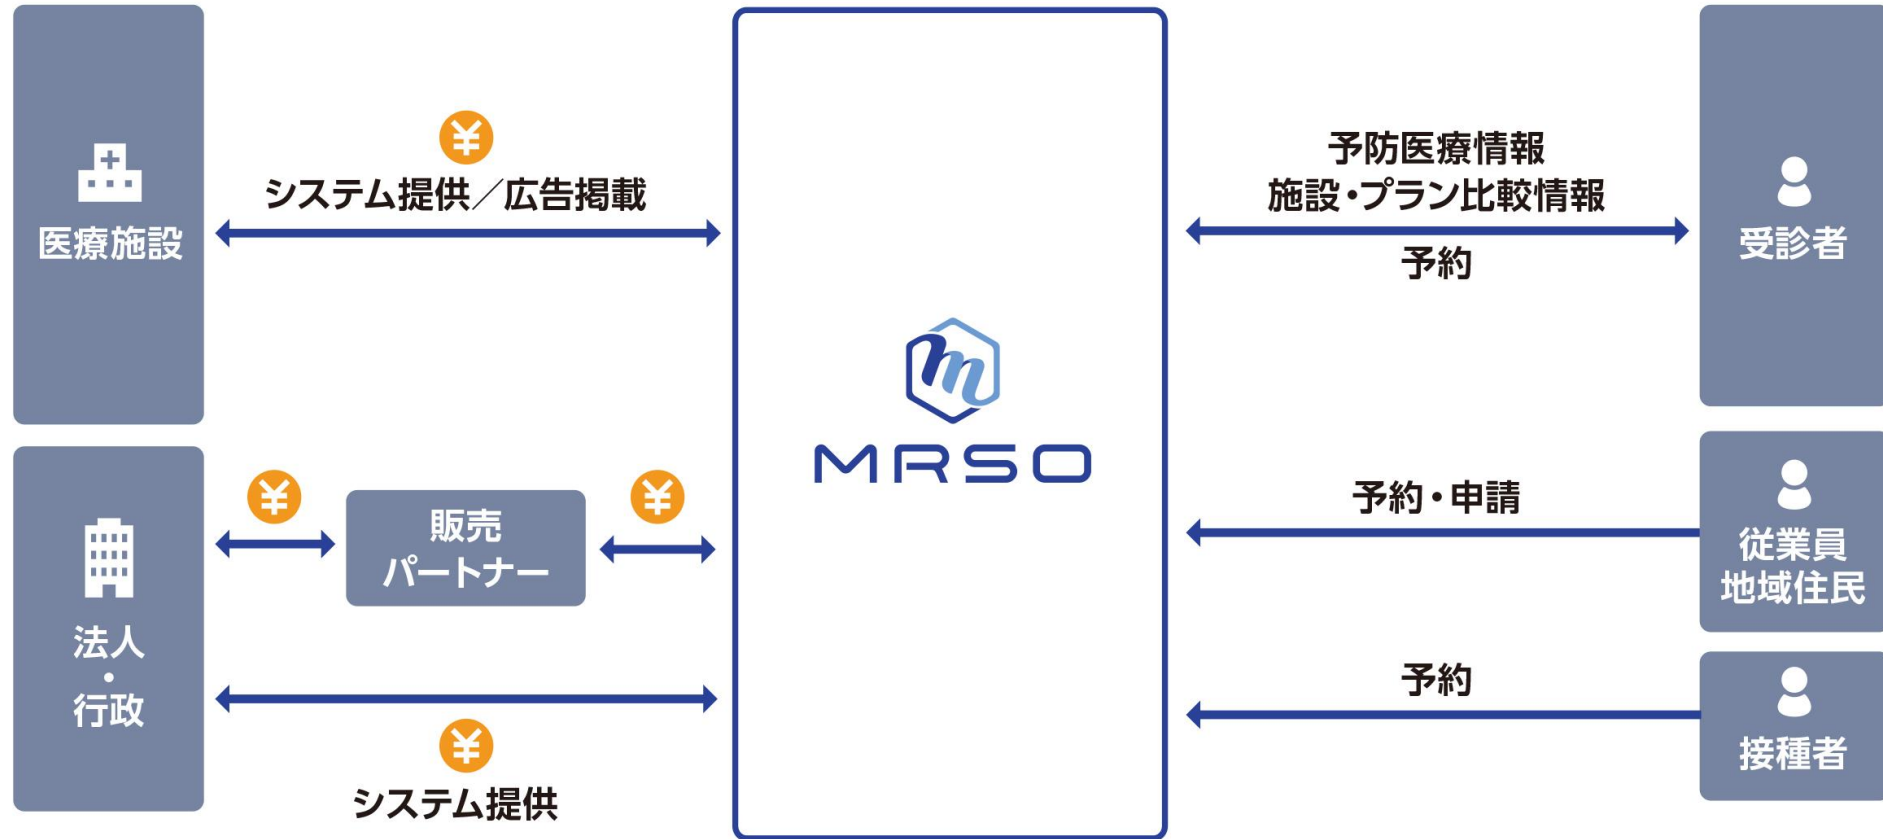 医療施設
¥
システム提供／広告掲載
法人
・
行政
¥
販売
パートナー
¥
¥
システム提供
m
MRSO
予防医療情報
施設・プラン比較情報
予約
受診者
予約・申請
従業員
地域住民
予約
接種者